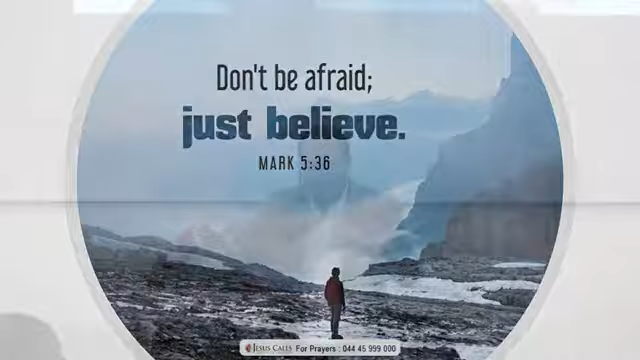 Don't be afraid;
just believe.
MARK 5:36
JESUS CALLS For Prayers : 044 45 999 000